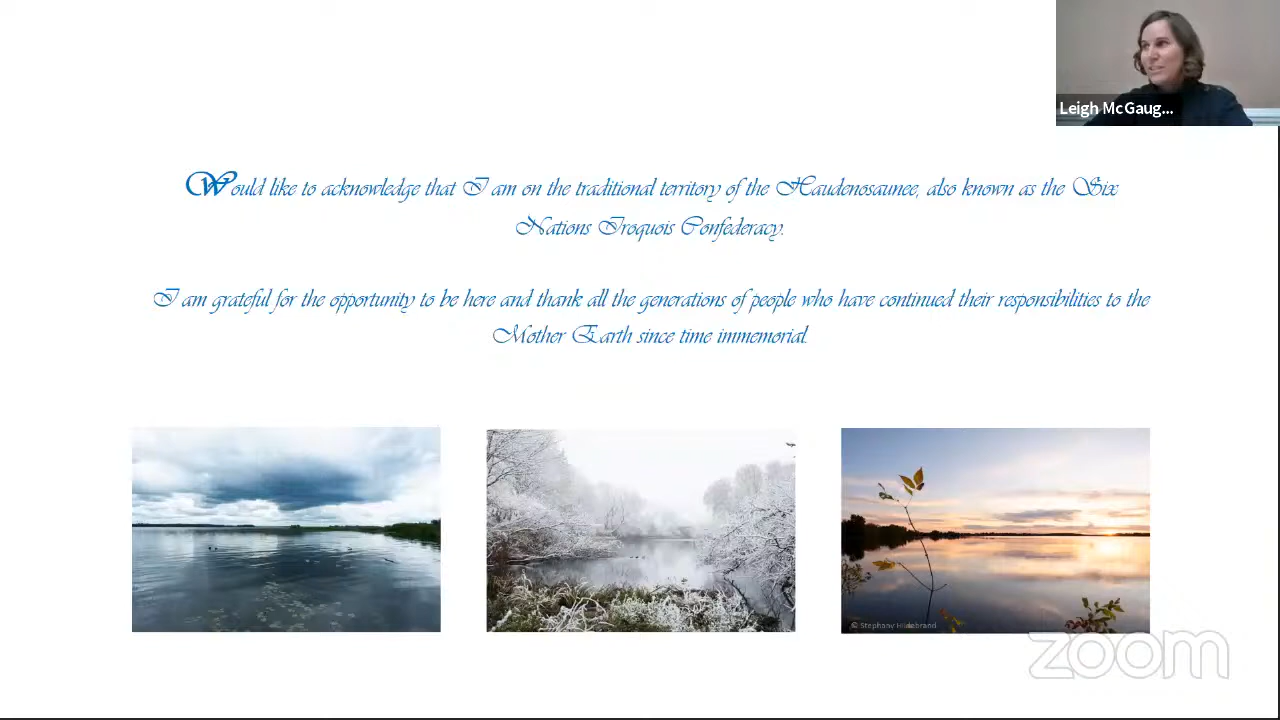 Leigh McGaug...
Would like to acknowledge that I am on the traditional territory of the Haudenosaunee, also known as the Six
Nations Iroquois Confederacy.
I am grateful for the opportunity to be here and thank all the generations of people who have continued their responsibilities to the
Mother Earth since time immemorial.
© Stephany Hildebrand
zoom